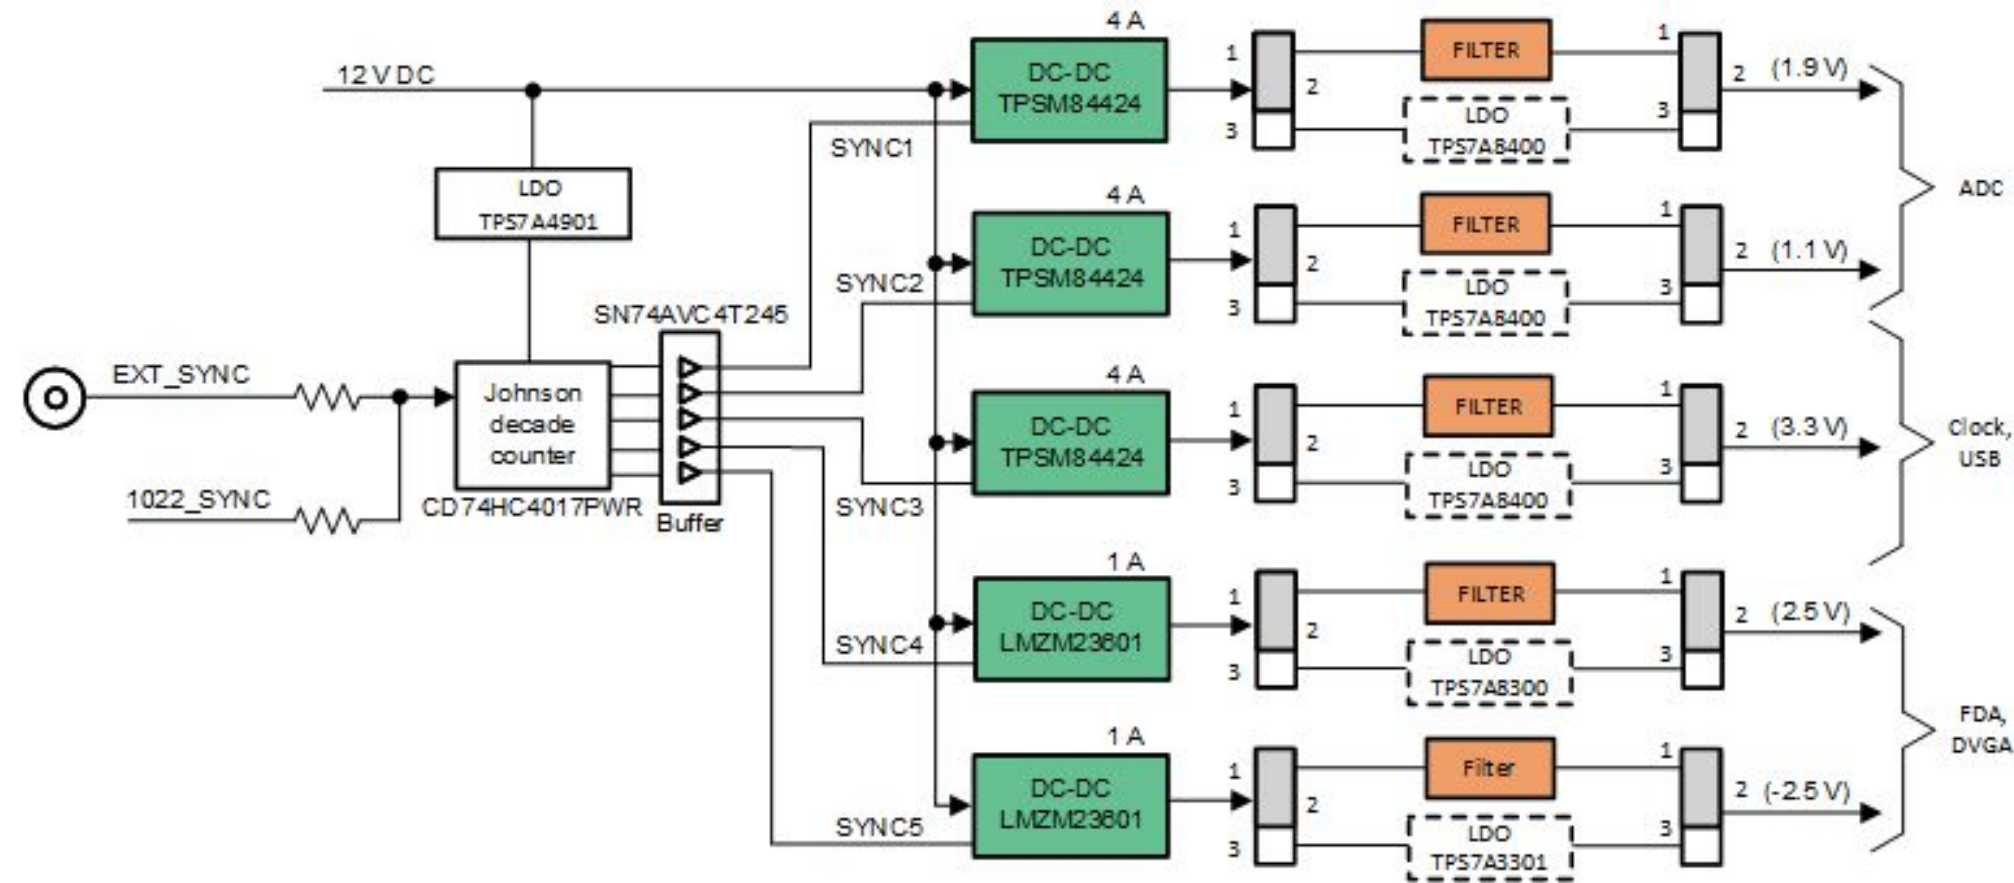 12 V DC
LDO
TPS7A4901
SN74AVC4T245
EXT_SYNC
1022_SYNC
Johnson
decade
counter
CD74HC4017PWR
Buffer
SYNC1
SYNC2
SYNC3
SYNC4
SYNC5
4 A
DC-DC
TPSM84424
1
2
3
FILTER
LDO
TPS7A8400
1
2
3
(1.9 V)
4 A
DC-DC
TPSM84424
1
2
3
FILTER
LDO
TPS7A8400
1
2
3
(1.1 V)
ADC
4 A
DC-DC
TPSM84424
1
2
3
FILTER
LDO
TPS7A8400
1
2
3
(3.3 V)
Clock,
USB
1 A
DC-DC
LMZM23601
1
2
3
FILTER
LDO
TPS7A8300
1
2
3
(2.5 V)
1 A
DC-DC
LMZM23601
1
2
3
Filter
LDO
TPS7A3301
1
2
3
(-2.5 V)
FDA,
DVGA